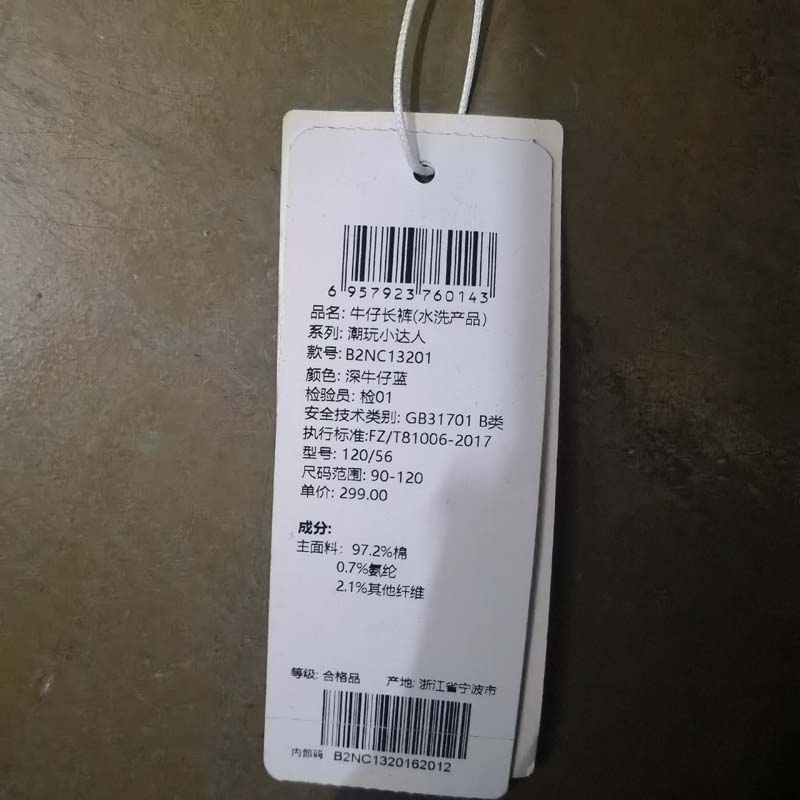 6 957923 760143
品名: 牛仔长裤(水洗产品)
系列: 潮玩小达人
款号: B2NC13201
颜色: 深牛仔蓝
检验员: 检01
安全技术类别: GB31701 B类
执行标准:FZ/T81006-2017
型号: 120/56
尺码范围: 90-120
单价: 299.00
成分:
主面料: 97.2%棉
0.7%氨纶
2.1%其他纤维
等级: 合格品 产地: 浙江省宁波市
内部码 B2NC1320162012